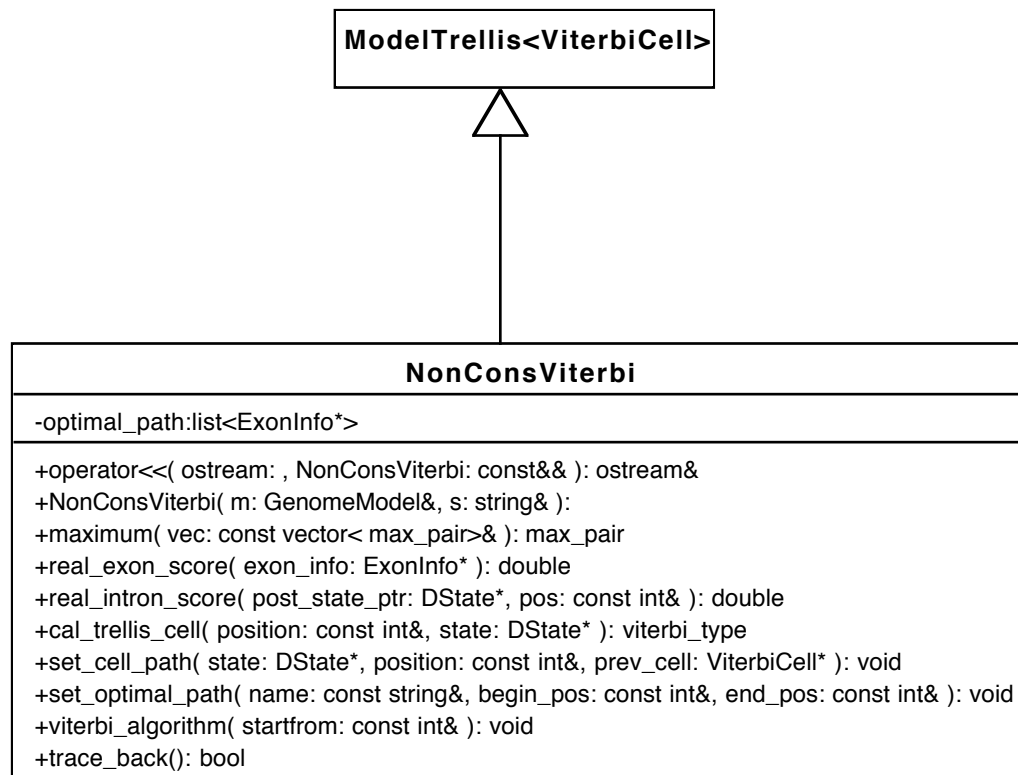 ModelTrellis<ViterbiCell>
NonConsViterbi
-optimal_path:list<ExonInfo*>
+operator<<( ostream: , NonConsViterbi: const&& ): ostream&
+NonConsViterbi( m: GenomeModel&, s: string& ):
+maximum( vec: const vector< max_pair>& ): max_pair
+real_exon_score( exon_info: ExonInfo* ): double
+real_intron_score( post_state_ptr: DState*, pos: const int& ): double
+cal_trellis_cell( position: const int&, state: DState* ): viterbi_type
+set_cell_path( state: DState*, position: const int&, prev_cell: ViterbiCell* ): void
+set_optimal_path( name: const string&, begin_pos: const int&, end_pos: const int& ): void
+viterbi_algorithm( startfrom: const int& ): void
+trace_back(): bool